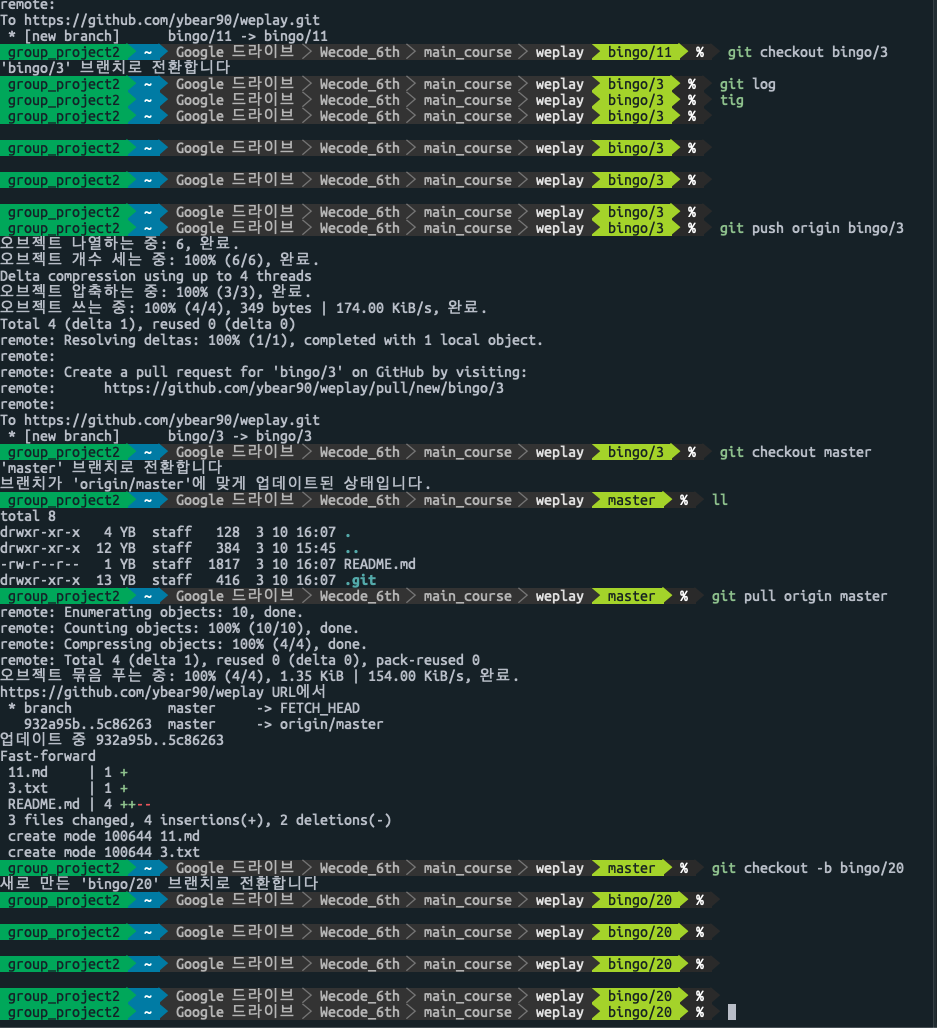 remote:
To https://github.com/ybear90/weplay.git
 * [new branch]      bingo/11 -> bingo/11
group_project2 ~ Google 드라이브 Wecode_6th main_course weplay bingo/11 % git checkout bingo/3
'bingo/3' 브랜치로 전환합니다
group_project2 ~ Google 드라이브 Wecode_6th main_course weplay bingo/3 % git log
group_project2 ~ Google 드라이브 Wecode_6th main_course weplay bingo/3 % tig
group_project2 ~ Google 드라이브 Wecode_6th main_course weplay bingo/3 %
group_project2 ~ Google 드라이브 Wecode_6th main_course weplay bingo/3 %
group_project2 ~ Google 드라이브 Wecode_6th main_course weplay bingo/3 %
group_project2 ~ Google 드라이브 Wecode_6th main_course weplay bingo/3 %
group_project2 ~ Google 드라이브 Wecode_6th main_course weplay bingo/3 % git push origin bingo/3
오브젝트 나열하는 중: 6, 완료.
오브젝트 개수 세는 중: 100% (6/6), 완료.
Delta compression using up to 4 threads
오브젝트 압축하는 중: 100% (3/3), 완료.
오브젝트 쓰는 중: 100% (4/4), 349 bytes | 174.00 KiB/s, 완료.
Total 4 (delta 1), reused 0 (delta 0)
remote: Resolving deltas: 100% (1/1), completed with 1 local object.
remote:
remote: Create a pull request for 'bingo/3' on GitHub by visiting:
remote:      https://github.com/ybear90/weplay/pull/new/bingo/3
remote:
To https://github.com/ybear90/weplay.git
 * [new branch]      bingo/3 -> bingo/3
group_project2 ~ Google 드라이브 Wecode_6th main_course weplay bingo/3 % git checkout master
'master' 브랜치로 전환합니다
브랜치가 'origin/master'에 맞게 업데이트된 상태입니다.
group_project2 ~ Google 드라이브 Wecode_6th main_course weplay master % ll
total 8
drwxr-xr-x   4 YB  staff   128  3 10 16:07 .
drwxr-xr-x  12 YB  staff   384  3 10 15:45 ..
-rw-r--r--   1 YB  staff  1817  3 10 16:07 README.md
drwxr-xr-x  13 YB  staff   416  3 10 16:07 .git
group_project2 ~ Google 드라이브 Wecode_6th main_course weplay master % git pull origin master
remote: Enumerating objects: 10, done.
remote: Counting objects: 100% (10/10), done.
remote: Compressing objects: 100% (4/4), done.
remote: Total 4 (delta 1), reused 0 (delta 0), pack-reused 0
오브젝트 묶음 푸는 중: 100% (4/4), 1.35 KiB | 154.00 KiB/s, 완료.
https://github.com/ybear90/weplay URL에서
 * branch            master     -> FETCH_HEAD
   932a95b..5c86263  master     -> origin/master
업데이트 중 932a95b..5c86263
Fast-forward
 11.md     | 1 +
 3.txt     | 1 +
 README.md | 4 ++--
 3 files changed, 4 insertions(+), 2 deletions(-)
 create mode 100644 11.md
 create mode 100644 3.txt
group_project2 ~ Google 드라이브 Wecode_6th main_course weplay master % git checkout -b bingo/20
새로 만든 'bingo/20' 브랜치로 전환합니다
group_project2 ~ Google 드라이브 Wecode_6th main_course weplay bingo/20 %
group_project2 ~ Google 드라이브 Wecode_6th main_course weplay bingo/20 %
group_project2 ~ Google 드라이브 Wecode_6th main_course weplay bingo/20 %
group_project2 ~ Google 드라이브 Wecode_6th main_course weplay bingo/20 %
group_project2 ~ Google 드라이브 Wecode_6th main_course weplay bingo/20 %